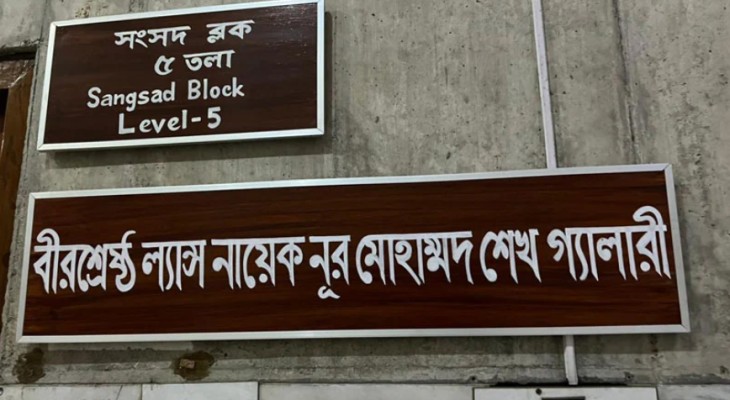 সংসদ ব্লক
৫ তলা
Sangsad Block
Level-5
বীরশ্রেষ্ঠ ল্যান্স নায়েক নূর মোহাম্মদ শেখ গ্যালারী